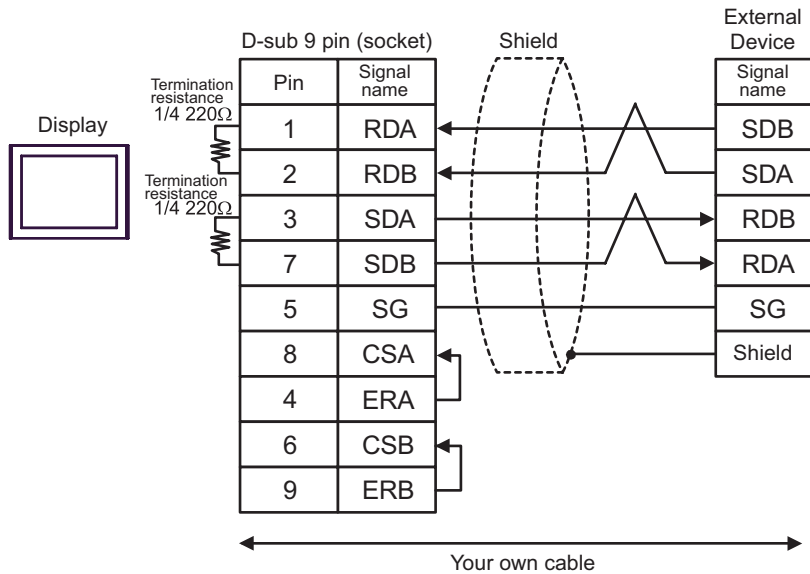 External
Device
D-sub 9 pin (socket)
Shield
Pin
Signal
name
Signal
name
Termination
resistance
1/4 220Ω
Display
1
RDA
SDB
2
RDB
SDA
Termination
resistance
1/4 220Ω
3
SDA
RDB
7
SDB
RDA
5
SG
SG
8
CSA
Shield
4
ERA
6
CSB
9
ERB
Your own cable